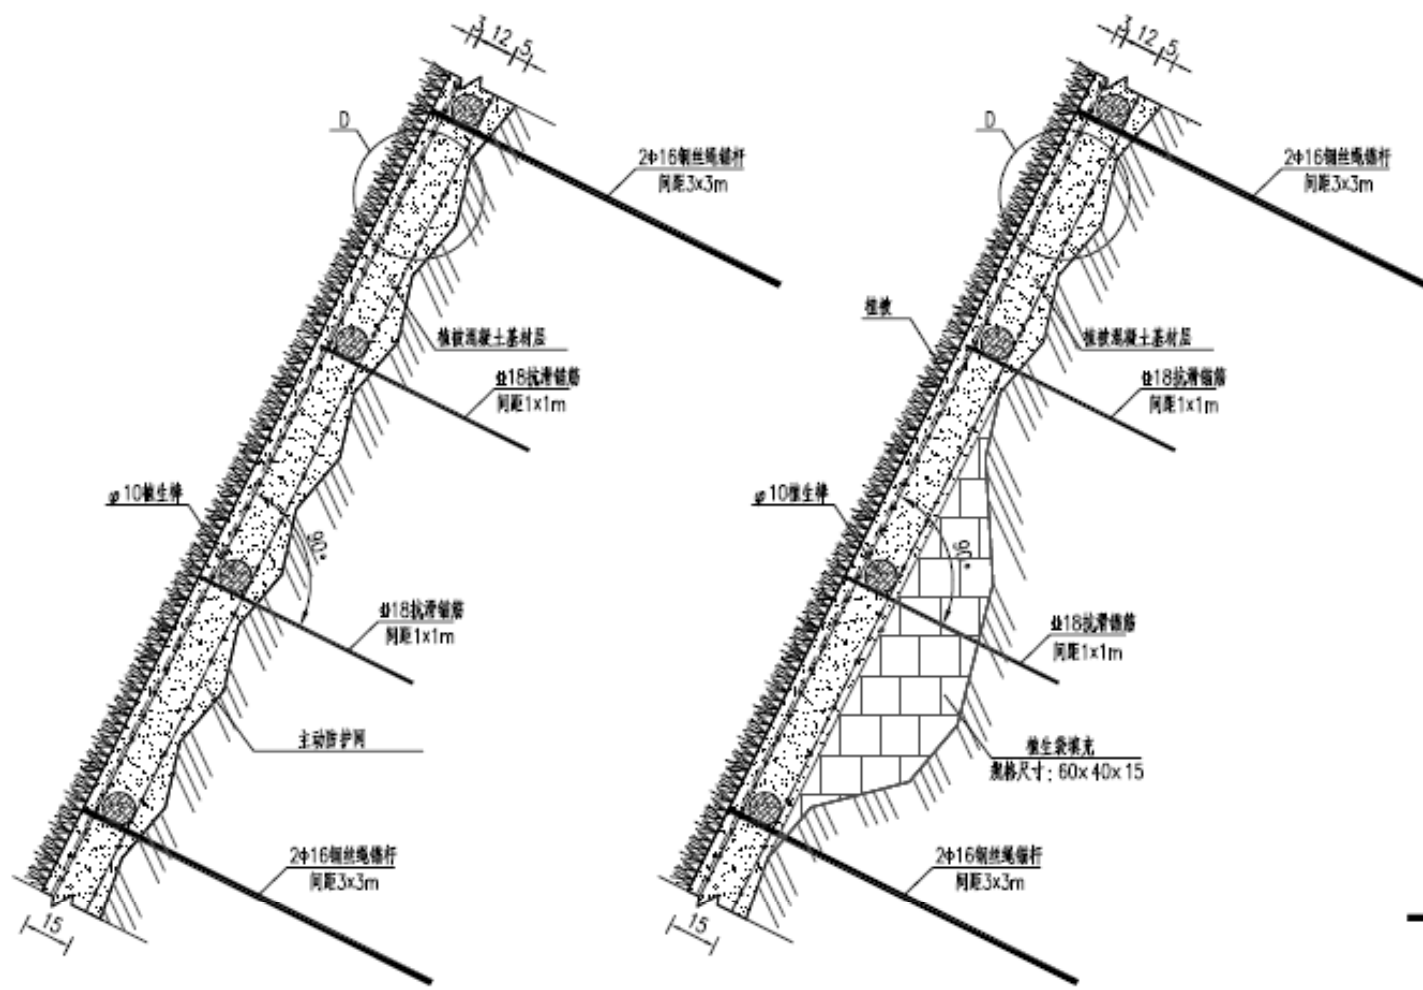 3 12 5
D
2Φ16钢丝绳锚杆
间距3x3m
植被混凝土基材层
⌀18抗滑锚筋
间距1x1m
φ10植生棒
90°
⌀18抗滑锚筋
间距1x1m
主动防护网
2Φ16钢丝绳锚杆
间距3x3m
15
3 12 5
D
2Φ16钢丝绳锚杆
间距3x3m
植被
植被混凝土基材层
⌀18抗滑锚筋
间距1x1m
φ10植生棒
90°
⌀18抗滑锚筋
间距1x1m
植生袋填充
规格尺寸：60x40x15
2Φ16钢丝绳锚杆
间距3x3m
15